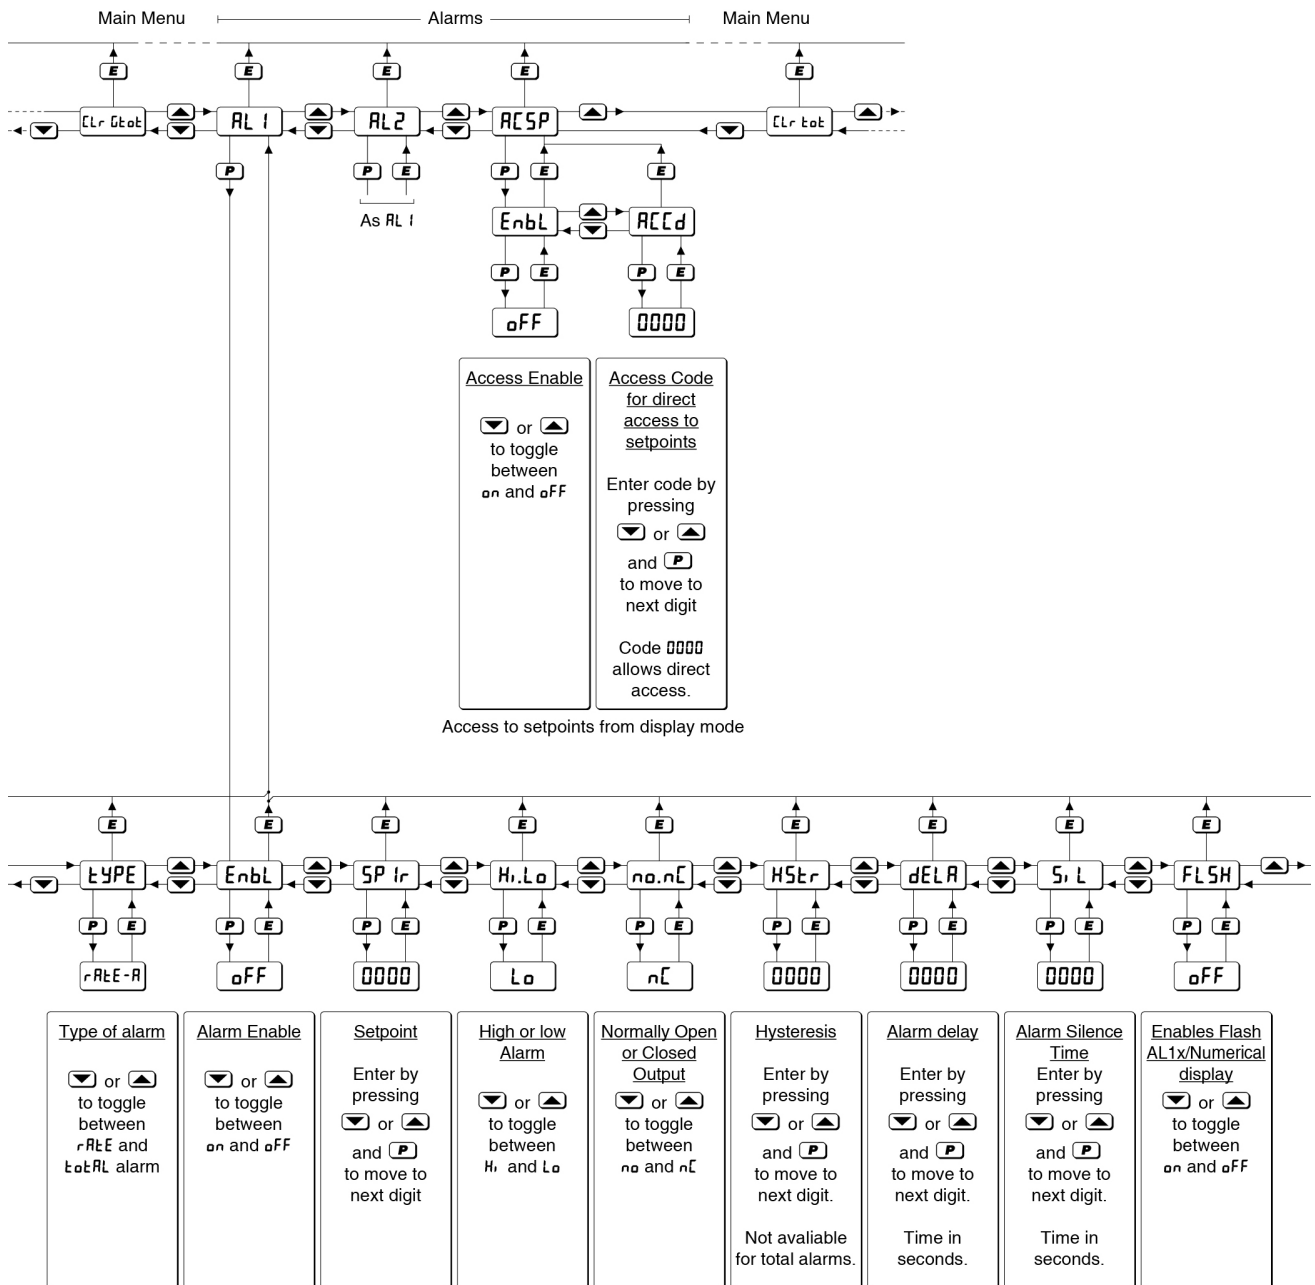 Main Menu Alarms Main Menu
E E E E E
CLr Gtot AL1 AL2 ACSP CLr tot
P P E P E E
As AL1
EnbL ACCd
P E P E
oFF 0000
Access Enable
or
to toggle
between
on and oFF
Access Code
for direct
access to
setpoints
Enter code by
pressing
or
and P
to move to
next digit
Code 0000
allows direct
access.
Access to setpoints from display mode
E E E E E E E E E
tYPE EnbL SP1r Hi.Lo no.nC HStr dELA SiL FLSH
P E P E P E P E P E P E P E P E P E
rAtE-A oFF 0000 Lo nC 0000 0000 0000 oFF
Type of alarm
or
to toggle
between
rAtE and
totAL alarm
Alarm Enable
or
to toggle
between
on and oFF
Setpoint
Enter by
pressing
or
and P
to move to
next digit
High or low
Alarm
or
to toggle
between
Hi and Lo
Normally Open
or Closed
Output
or
to toggle
between
no and nC
Hysteresis
Enter by
pressing
or
and P
to move to
next digit.
Not avaliable
for total alarms.
Alarm delay
Enter by
pressing
or
and P
to move to
next digit.
Time in
seconds.
Alarm Silence
Time
Enter by
pressing
or
and P
to move to
next digit.
Time in
seconds.
Enables Flash
AL1x/Numerical
display
or
to toggle
between
on and oFF